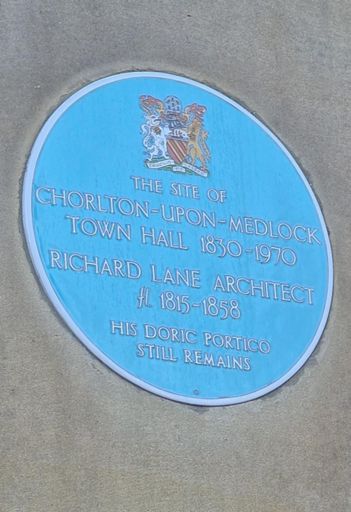 THE SITE OF
CHORLTON-UPON-MEDLOCK
TOWN HALL 1830-1970
RICHARD LANE ARCHITECT
fl. 1815-1858
HIS DORIC PORTICO
STILL REMAINS